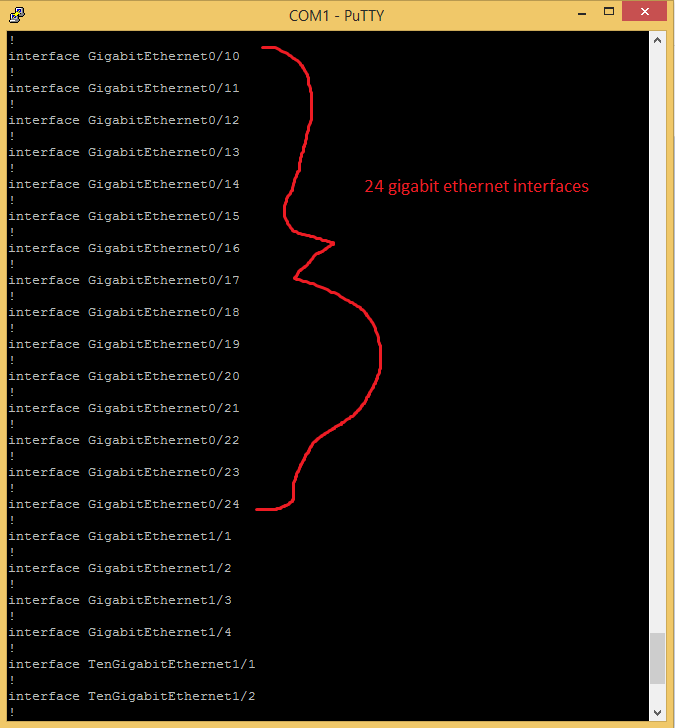 COM1 - PuTTY
!
interface GigabitEthernet0/10
!
interface GigabitEthernet0/11
!
interface GigabitEthernet0/12
!
interface GigabitEthernet0/13
!
interface GigabitEthernet0/14
!
interface GigabitEthernet0/15
!
interface GigabitEthernet0/16
!
interface GigabitEthernet0/17
!
interface GigabitEthernet0/18
!
interface GigabitEthernet0/19
!
interface GigabitEthernet0/20
!
interface GigabitEthernet0/21
!
interface GigabitEthernet0/22
!
interface GigabitEthernet0/23
!
interface GigabitEthernet0/24
!
interface GigabitEthernet1/1
!
interface GigabitEthernet1/2
!
interface GigabitEthernet1/3
!
interface GigabitEthernet1/4
!
interface TenGigabitEthernet1/1
!
interface TenGigabitEthernet1/2
!
24 gigabit ethernet interfaces